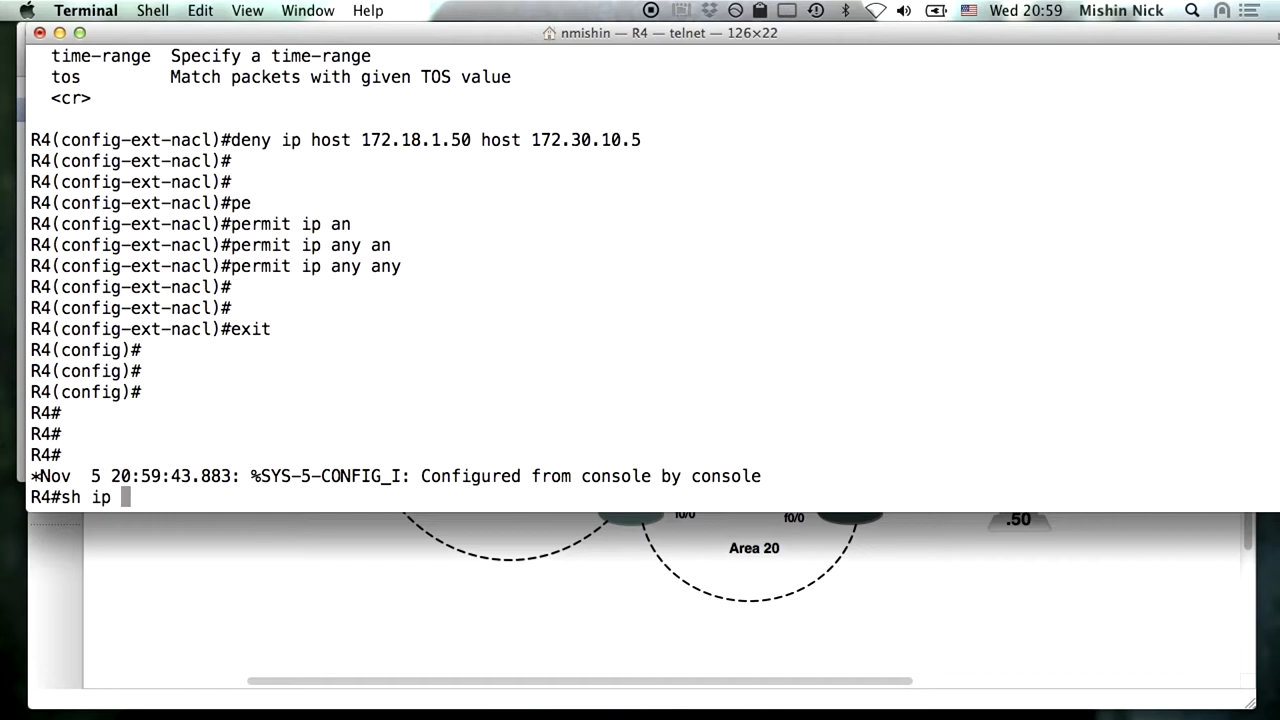 Terminal Shell Edit View Window Help Wed 20:59 Mishin Nick
nmishin — R4 — telnet — 126×22
time-range Specify a time-range
tos Match packets with given TOS value
<cr>
R4(config-ext-nacl)#deny ip host 172.18.1.50 host 172.30.10.5
R4(config-ext-nacl)#
R4(config-ext-nacl)#
R4(config-ext-nacl)#pe
R4(config-ext-nacl)#permit ip an
R4(config-ext-nacl)#permit ip any an
R4(config-ext-nacl)#permit ip any any
R4(config-ext-nacl)#
R4(config-ext-nacl)#
R4(config-ext-nacl)#exit
R4(config)#
R4(config)#
R4(config)#
R4#
R4#
R4#
*Nov 5 20:59:43.883: %SYS-5-CONFIG_I: Configured from console by console
R4#sh ip
f0/0 f0/0 .50
Area 20